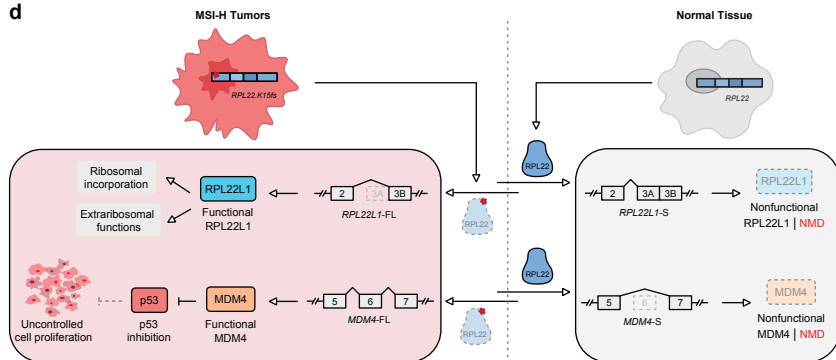 d
MSI-H Tumors
Normal Tissue
RPL22.K15fs
RPL22
RPL22
Ribosomal
incorporation
Extraribosomal
functions
RPL22L1
Functional
RPL22L1
2
3A
3B
RPL22L1-FL
RPL22
2
3A
3B
RPL22L1-S
RPL22L1
Nonfunctional
RPL22L1 | NMD
RPL22
Uncontrolled
cell proliferation
p53
p53
inhibition
MDM4
Functional
MDM4
5
6
7
MDM4-FL
RPL22
5
6
7
MDM4-S
MDM4
Nonfunctional
MDM4 | NMD